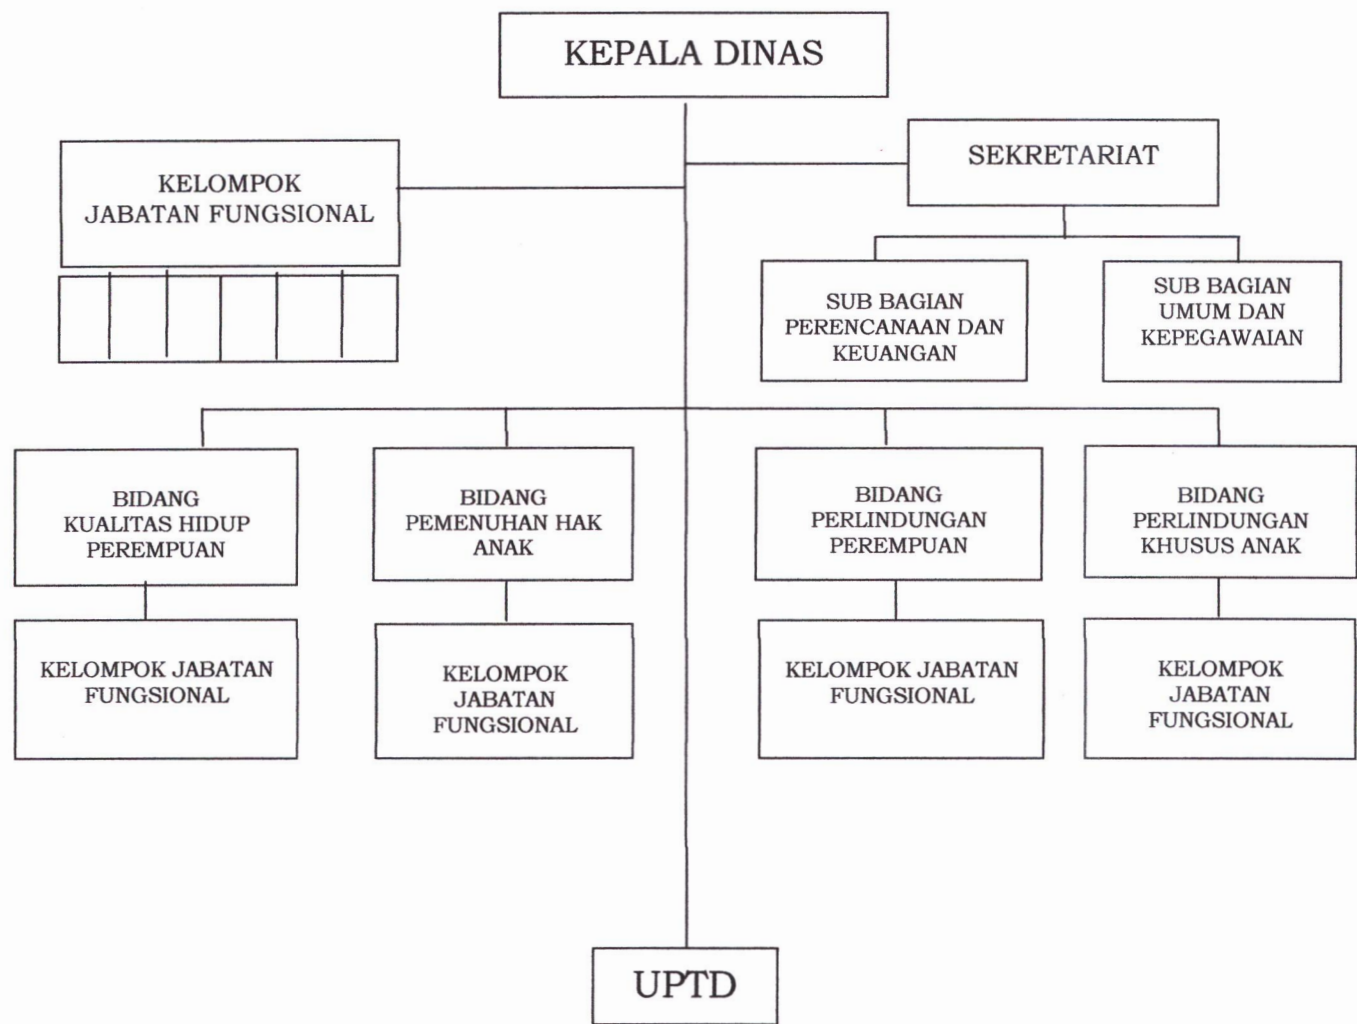 KEPALA DINAS
SEKRETARIAT
KELOMPOK
JABATAN FUNGSIONAL
SUB BAGIAN
PERENCANAAN DAN
KEUANGAN
SUB BAGIAN
UMUM DAN
KEPEGAWAIAN
BIDANG
KUALITAS HIDUP
PEREMPUAN
BIDANG
PEMENUHAN HAK
ANAK
BIDANG
PERLINDUNGAN
PEREMPUAN
BIDANG
PERLINDUNGAN
KHUSUS ANAK
KELOMPOK JABATAN
FUNGSIONAL
KELOMPOK
JABATAN
FUNGSIONAL
KELOMPOK JABATAN
FUNGSIONAL
KELOMPOK
JABATAN
FUNGSIONAL
UPTD